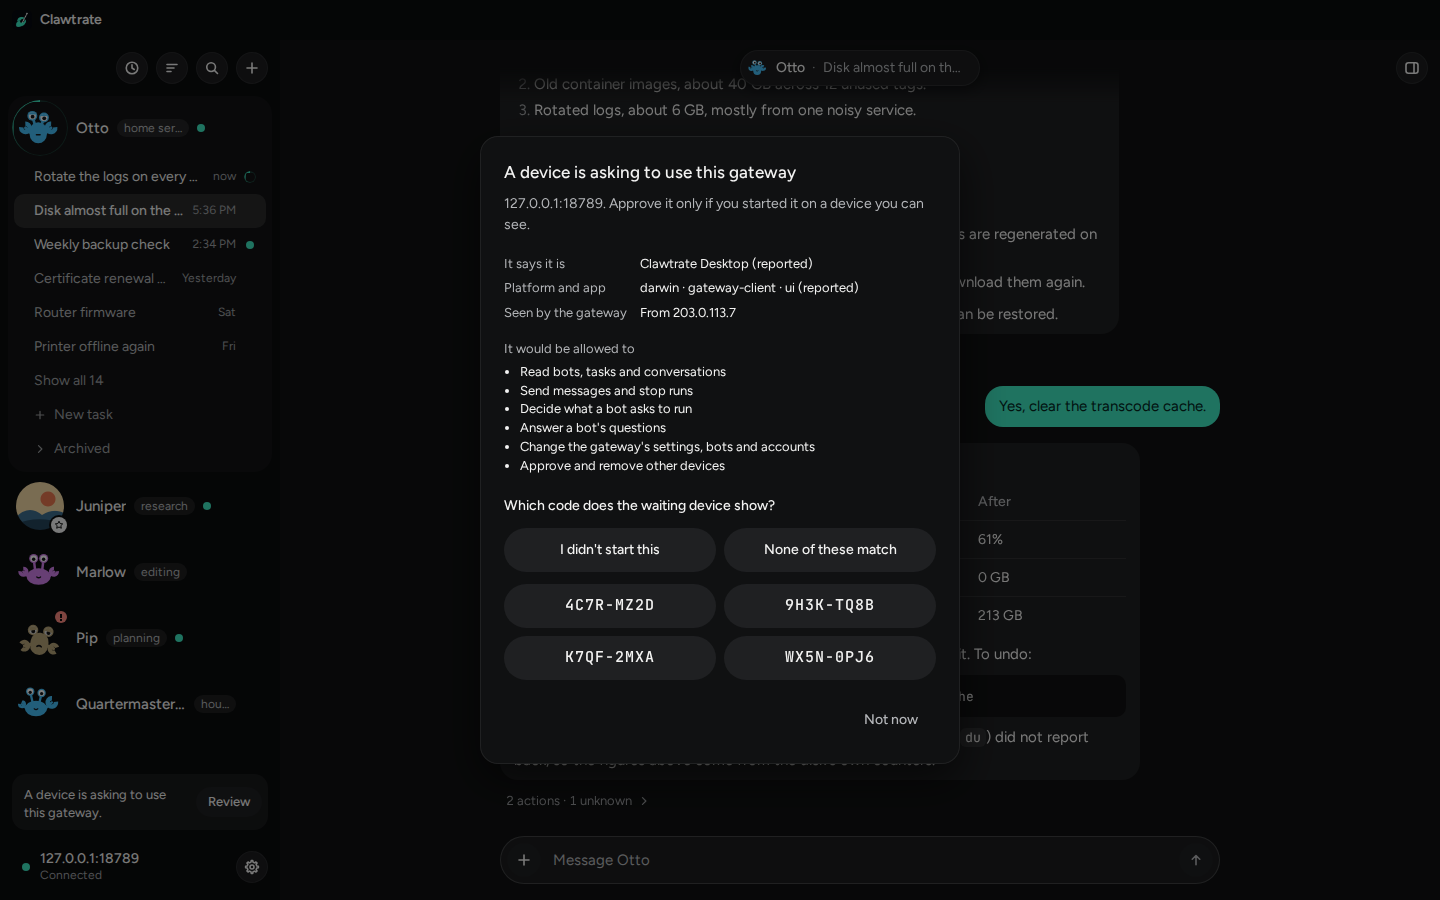 Clawtrate
Otto · Disk almost full on th...
Otto home ser...
Rotate the logs on every ... now
Disk almost full on the ... 5:36 PM
Weekly backup check 2:34 PM
Certificate renewal ... Yesterday
Router firmware Sat
Printer offline again Fri
Show all 14
+ New task
Archived
Juniper research
Marlow editing
! Pip planning
Quartermaster... hou...
A device is asking to use
this gateway.
Review
127.0.0.1:18789
Connected
2. Old container images, about 40 GB across 12 unused tags.
3. Rotated logs, about 6 GB, mostly from one noisy service.
s are regenerated on
wnload them again.
an be restored.
Yes, clear the transcode cache.
After
61%
0 GB
213 GB
t. To undo:
he
du) did not report
2 actions · 1 unknown
Message Otto
A device is asking to use this gateway
127.0.0.1:18789. Approve it only if you started it on a device you can
see.
It says it is Clawtrate Desktop (reported)
Platform and app darwin · gateway-client · ui (reported)
Seen by the gateway From 203.0.113.7
It would be allowed to
• Read bots, tasks and conversations
• Send messages and stop runs
• Decide what a bot asks to run
• Answer a bot's questions
• Change the gateway's settings, bots and accounts
• Approve and remove other devices
Which code does the waiting device show?
I didn't start this None of these match
4C7R-MZ2D 9H3K-TQ8B
K7QF-2MXA WX5N-0PJ6
Not now